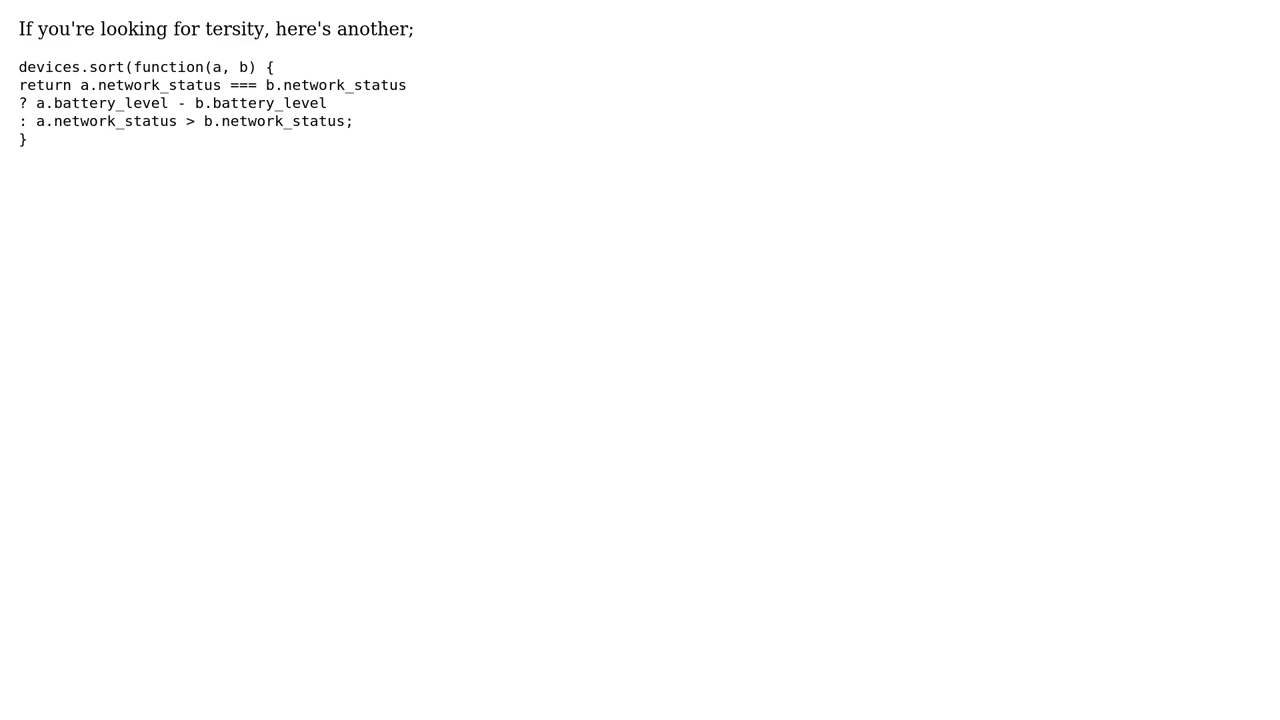 If you're looking for tersity, here's another;
devices.sort(function(a, b) {
return a.network_status === b.network_status
? a.battery_level - b.battery_level
: a.network_status > b.network_status;
}